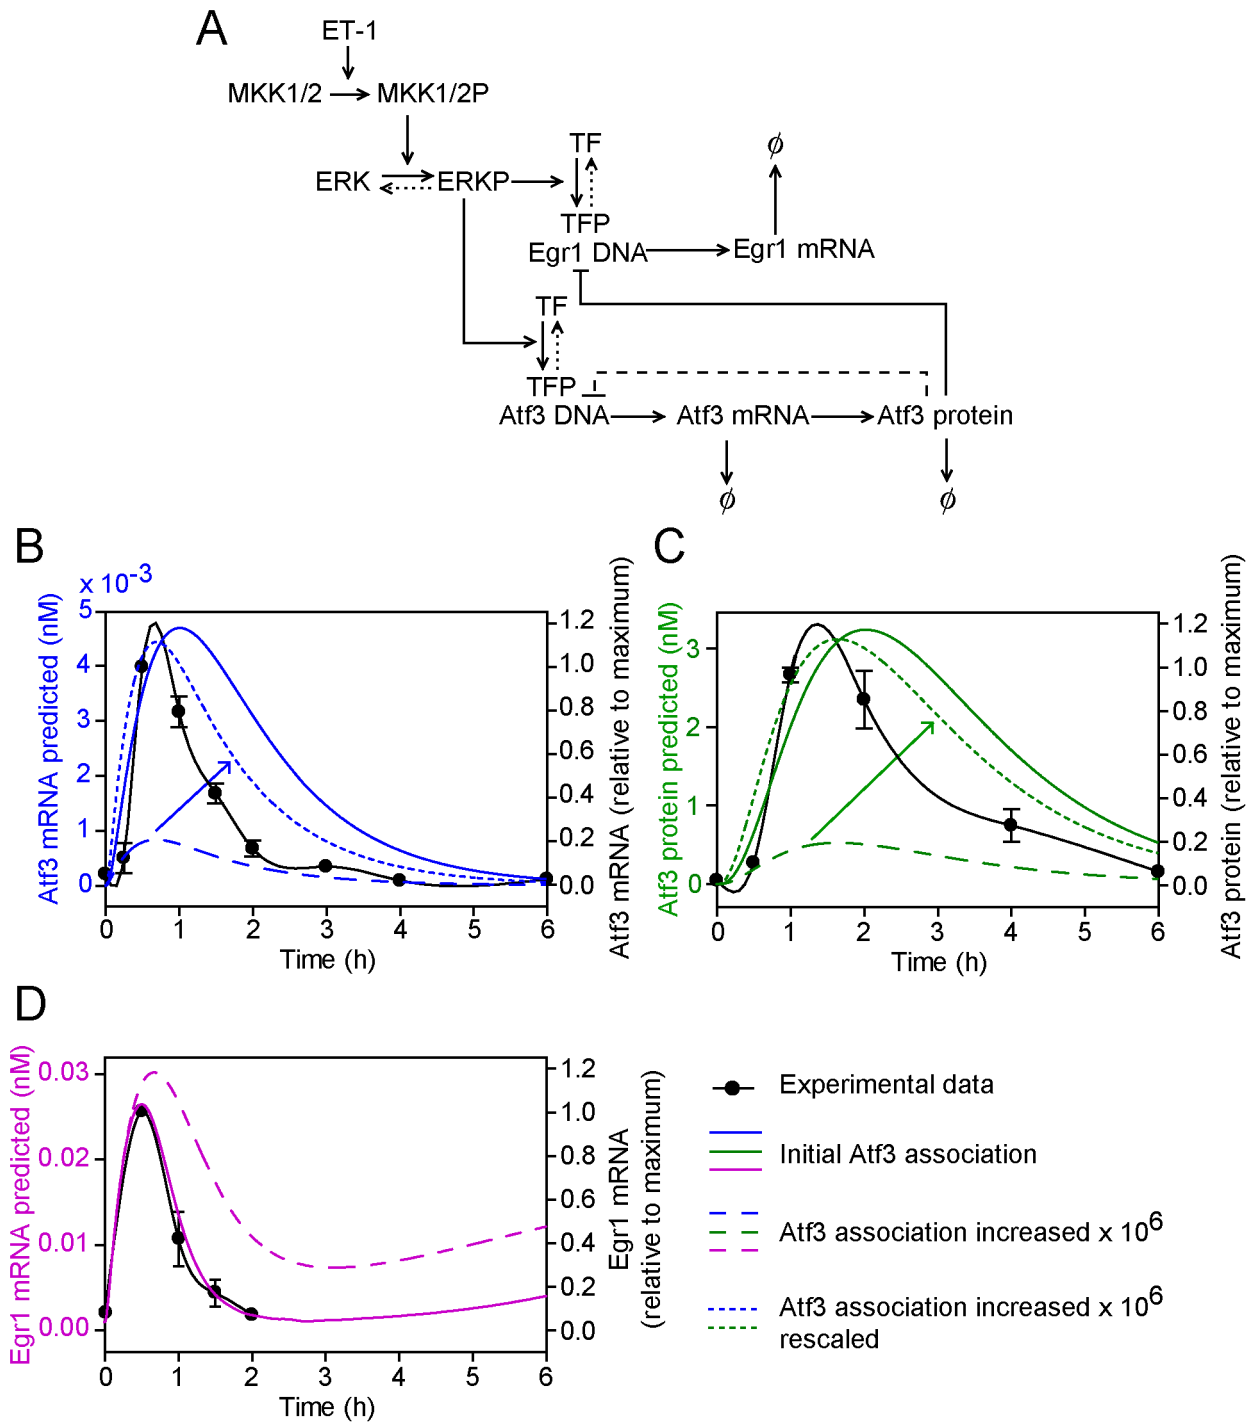 A
ET-1
MKK1/2
MKK1/2P
ERK
ERKP
TF
TFP
Egr1 DNA
Egr1 mRNA
ϕ
TF
TFP
Atf3 DNA
Atf3 mRNA
Atf3 protein
ϕ
ϕ
B
x 10-3
Atf3 mRNA predicted (nM)
5
4
3
2
1
0
1.2
1.0
0.8
0.6
0.4
0.2
0.0
Atf3 mRNA (relative to maximum)
0 1 2 3 4 5 6
Time (h)
C
Atf3 protein predicted (nM)
3
2
1
0
1.2
1.0
0.8
0.6
0.4
0.2
0.0
Atf3 protein (relative to maximum)
0 1 2 3 4 5 6
Time (h)
D
Egr1 mRNA predicted (nM)
0.03
0.02
0.01
0.00
1.2
1.0
0.8
0.6
0.4
0.2
0.0
Egr1 mRNA
(relative to maximum)
0 1 2 3 4 5 6
Time (h)
Experimental data
Initial Atf3 association
Atf3 association increased x 106
Atf3 association increased x 106
rescaled